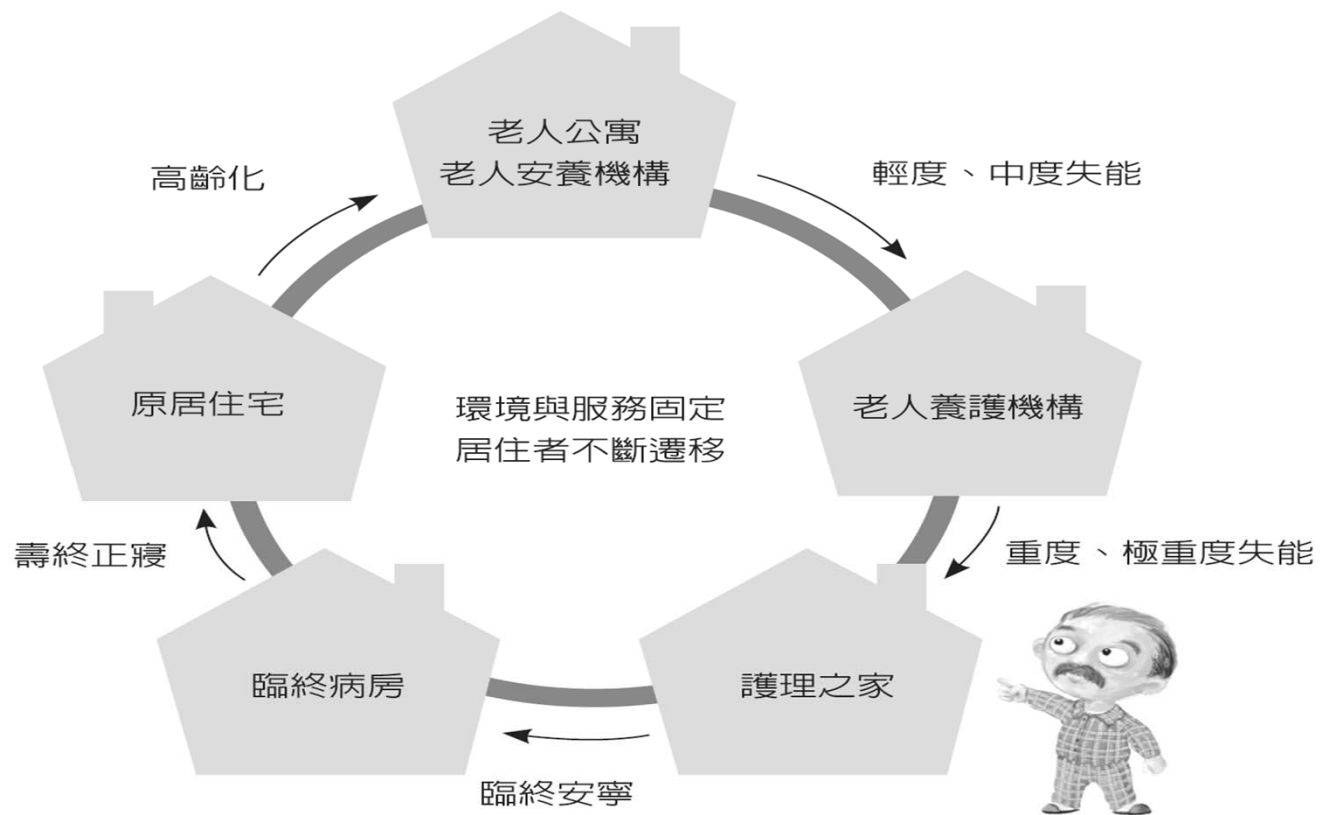 老人公寓
老人安養機構
高齡化
輕度、中度失能
原居住宅
環境與服務固定
居住者不斷遷移
老人養護機構
壽終正寢
重度、極重度失能
臨終病房
護理之家
臨終安寧